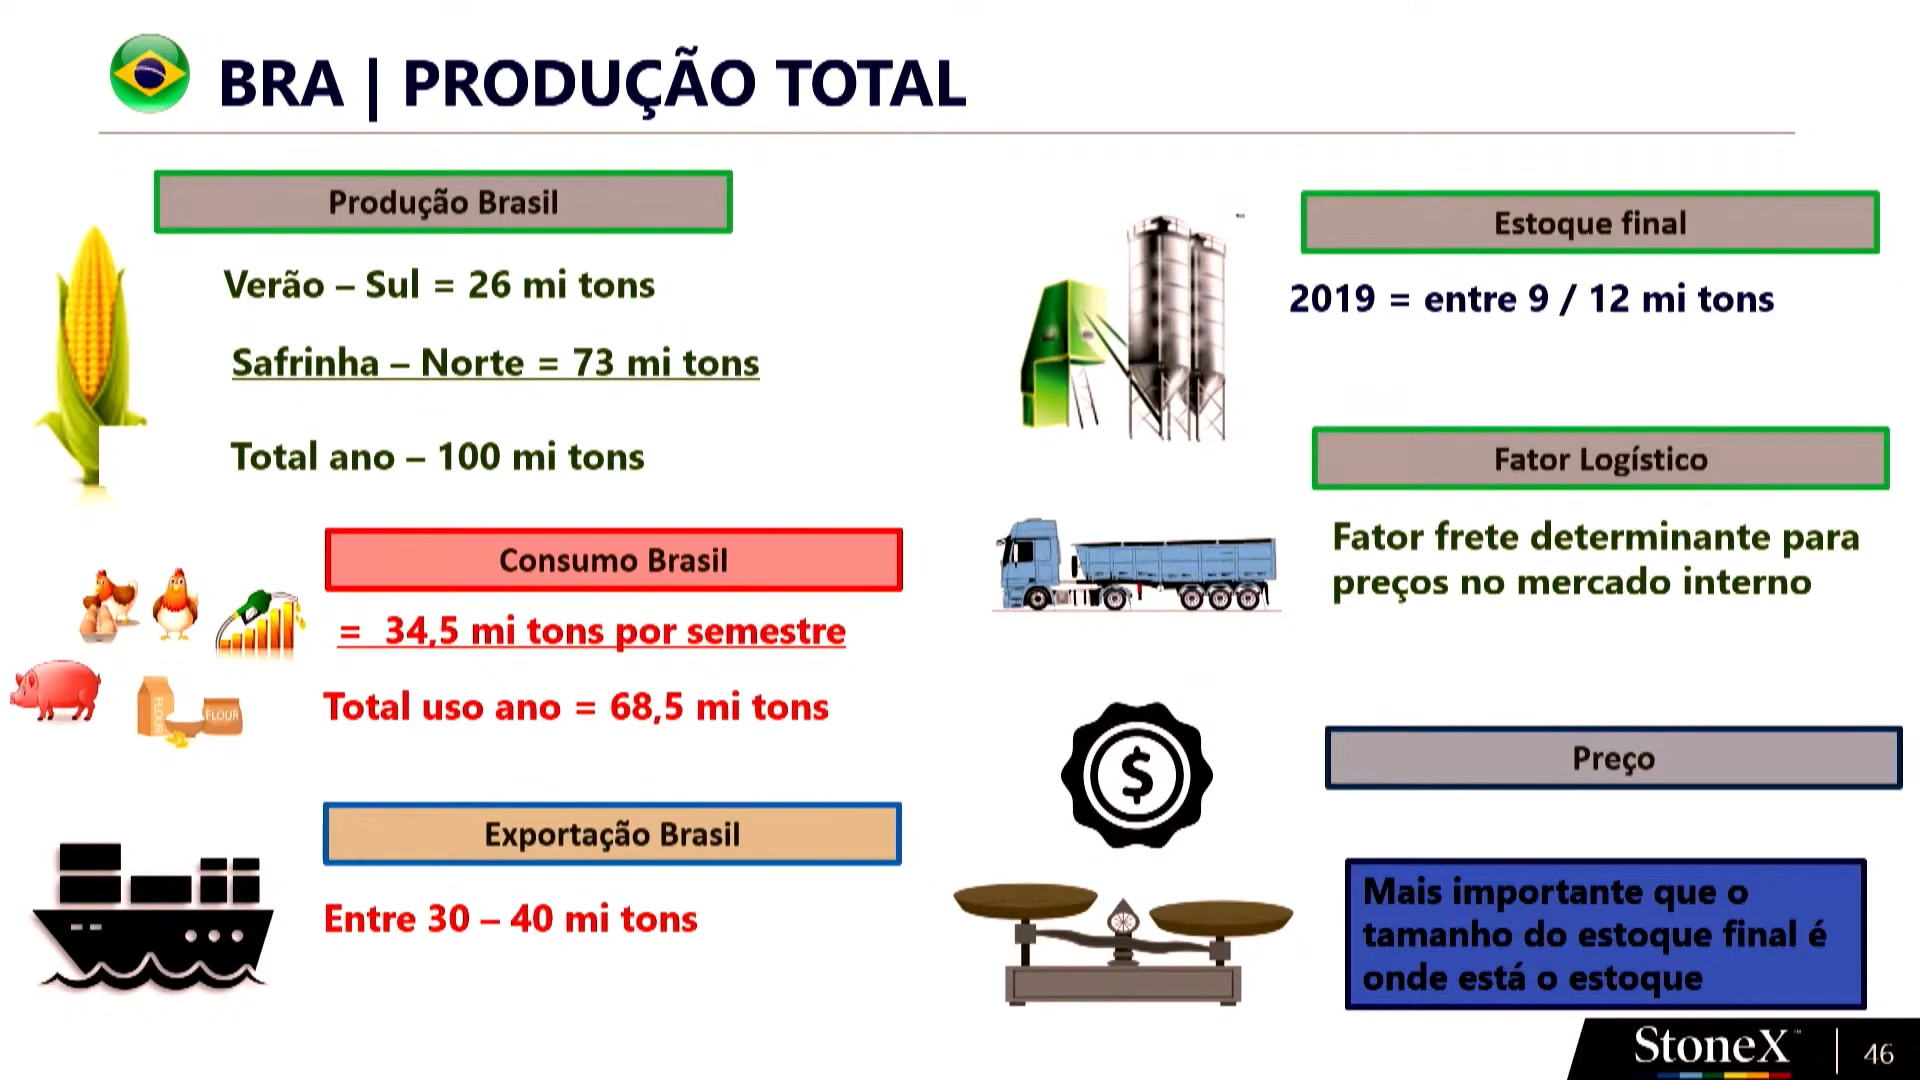 BRA | PRODUÇÃO TOTAL
Produção Brasil
Verão – Sul = 26 mi tons
Safrinha – Norte = 73 mi tons
Total ano – 100 mi tons
Consumo Brasil
= 34,5 mi tons por semestre
Total uso ano = 68,5 mi tons
FLOUR
FLOUR
Exportação Brasil
Entre 30 – 40 mi tons
Estoque final
2019 = entre 9 / 12 mi tons
Fator Logístico
Fator frete determinante para
preços no mercado interno
$
Preço
Mais importante que o
tamanho do estoque final é
onde está o estoque
StoneX™
46